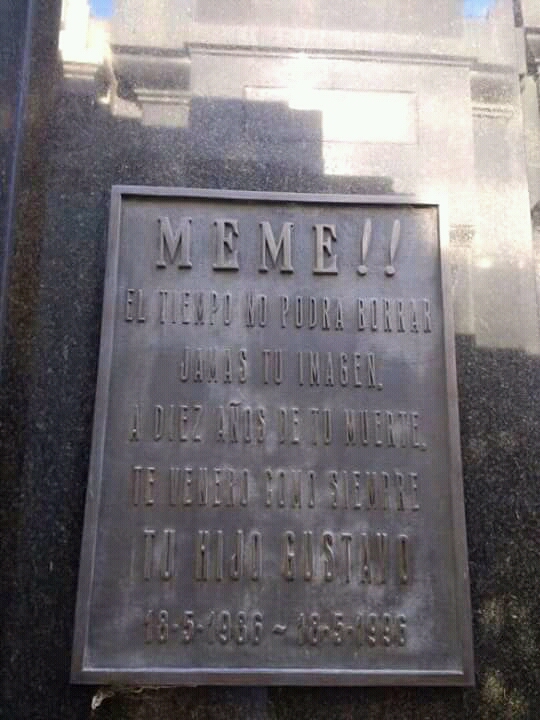 MEME!!
EL TIEMPO NO PODRA BORRAR
JAMAS TU IMAGEN.
A DIEZ AÑOS DE TU MUERTE,
TE VENERO COMO SIEMPRE
TU HIJO GUSTAVO
18-5-1986 ~ 18-5-1996